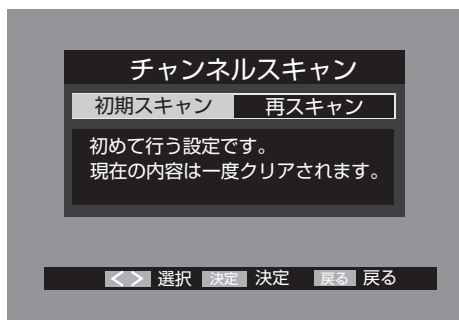 チャンネルスキャン
初期スキャン 再スキャン
初めて行う設定です。
現在の内容は一度クリアされます。
< > 選択 決定 決定 戻る 戻る